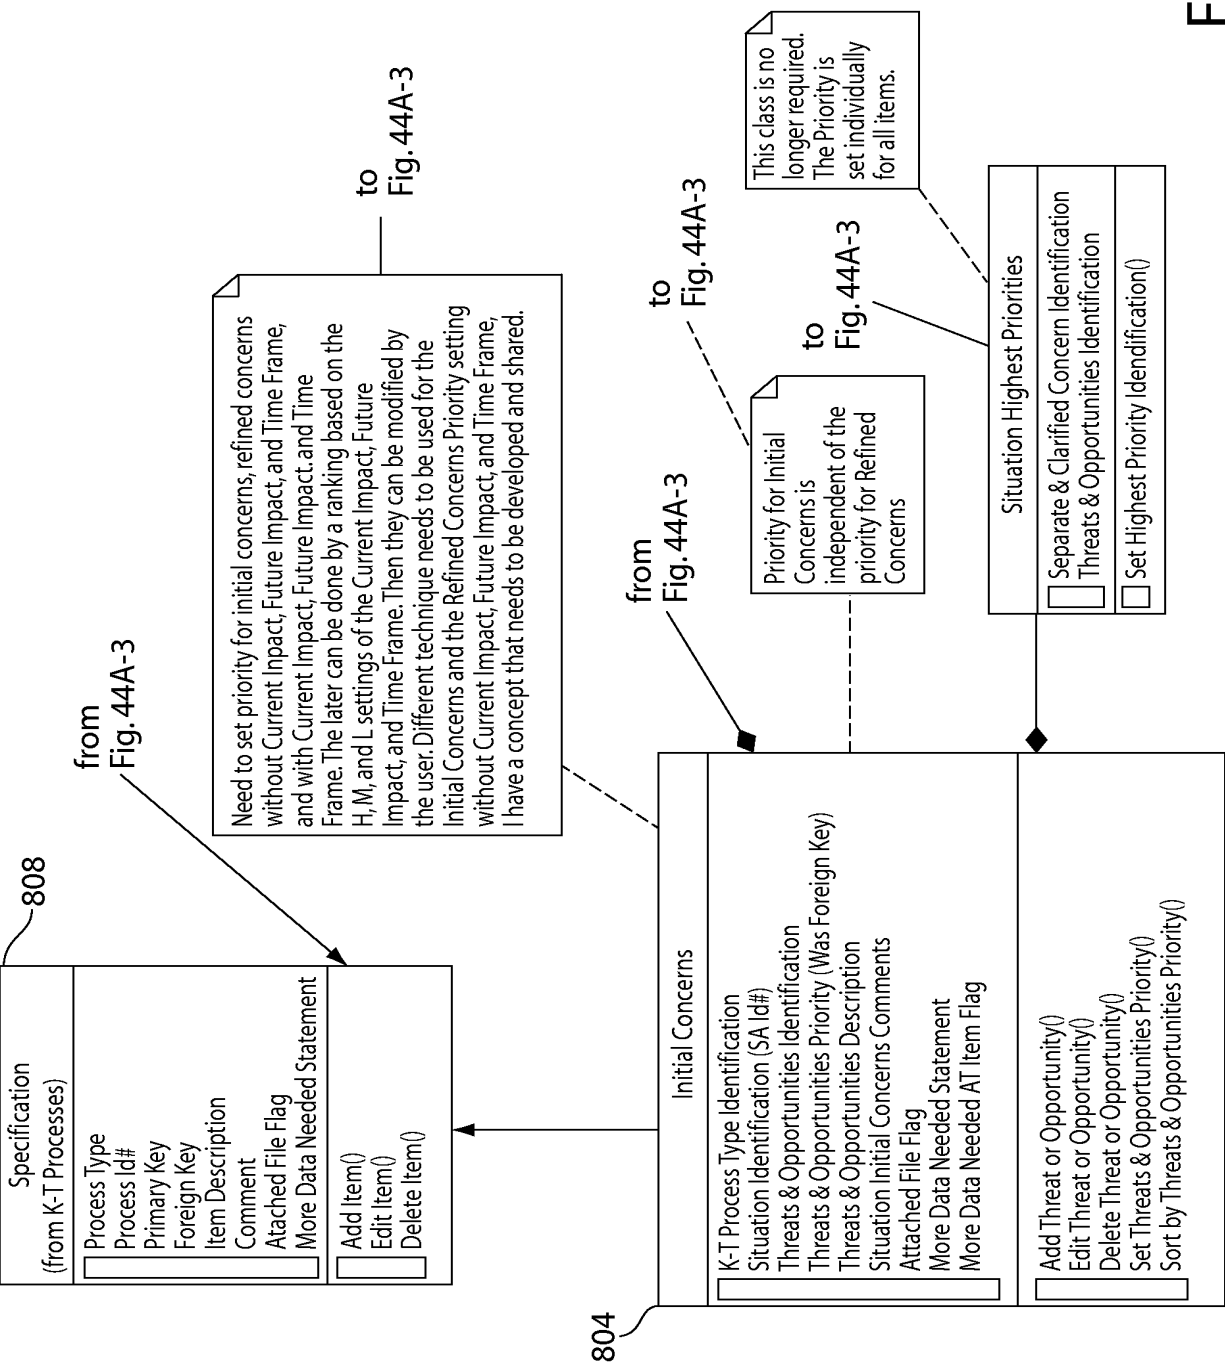 808
Specification
(from K-T Processes)
Process Type
Process Id#
Primary Key
Foreign Key
Item Description
Comment
Atached File Flag
More Data Needed Statement
Add Item()
Edit Item()
Delete Item()
from
Fig. 44A-3
Need to set priority for initial concerns, refined concerns
without Current Inpact, Future Impact, and Time Frame,
and with Current Impact, Future Impact and Time
Frame. The later can be done by a ranking based on the
H, M, and L settings of the Current Impact, Future
Impact, and Time Frame. Then they can be modified by
the user. Different technique needs to be used for the
Initial Concerns and the Refined Concerns Priority setting
without Current Impact, Future Impact, and Time Frame,
I have a concept that needs to be developed and shared.
to
Fig. 44A-3
804
Initial Concerns
K-T Process Type Identification
Situation Identification (SA Id#)
Threats & Opportunities Identification
Threats & Opportunities Priority (Was Foreign Key)
Threats & Opportunities Description
Situation Initial Concerns Comments
Attached File Flag
More Data Needed Statement
More Data Needed AT Item Flag
Add Threat or Opportunity()
Edit Threat or Opportunity()
Delete Threat or Opportunity()
Set Threats & Opportunities Priority()
Sort by Threats & Opportunities Priority()
from
Fig. 44A-3
Priority for Initial
Concerns is
independent of the
priority for Refined
Concerns
to
Fig. 44A-3
to
Fig. 44A-3
Situation Highest Priorities
Separate & Clarified Concern Identification
Threats & Opportunities Identification
Set Highest Priority Idendification()
This class is no
longer required.
The Priority is
set individually
for all items.